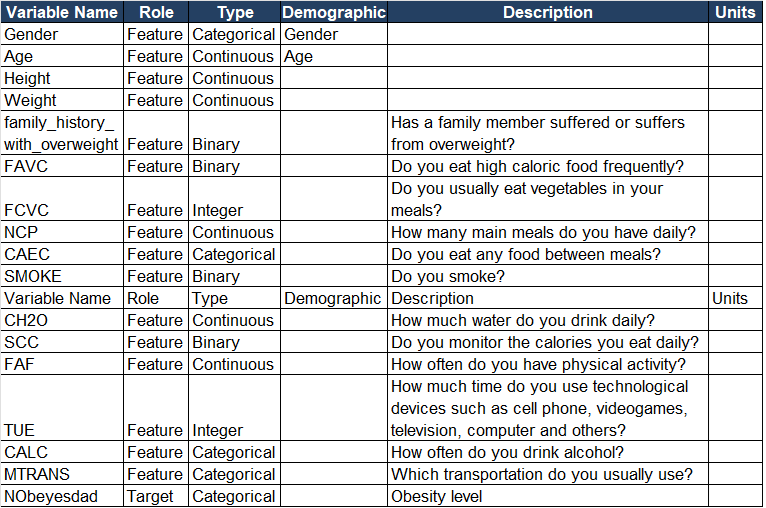 Variable Name Role Type Demographic Description Units
Gender Feature Categorical Gender
Age Feature Continuous Age
Height Feature Continuous
Weight Feature Continuous
family_history_ Has a family member suffered or suffers
with_overweight Feature Binary from overweight?
FAVC Feature Binary Do you eat high caloric food frequently?
Do you usually eat vegetables in your
FCVC Feature Integer meals?
NCP Feature Continuous How many main meals do you have daily?
CAEC Feature Categorical Do you eat any food between meals?
SMOKE Feature Binary Do you smoke?
Variable Name Role Type Demographic Description Units
CH2O Feature Continuous How much water do you drink daily?
SCC Feature Binary Do you monitor the calories you eat daily?
FAF Feature Continuous How often do you have physical activity?
How much time do you use technological
devices such as cell phone, videogames,
TUE Feature Integer television, computer and others?
CALC Feature Categorical How often do you drink alcohol?
MTRANS Feature Categorical Which transportation do you usually use?
NObeyesdad Target Categorical Obesity level